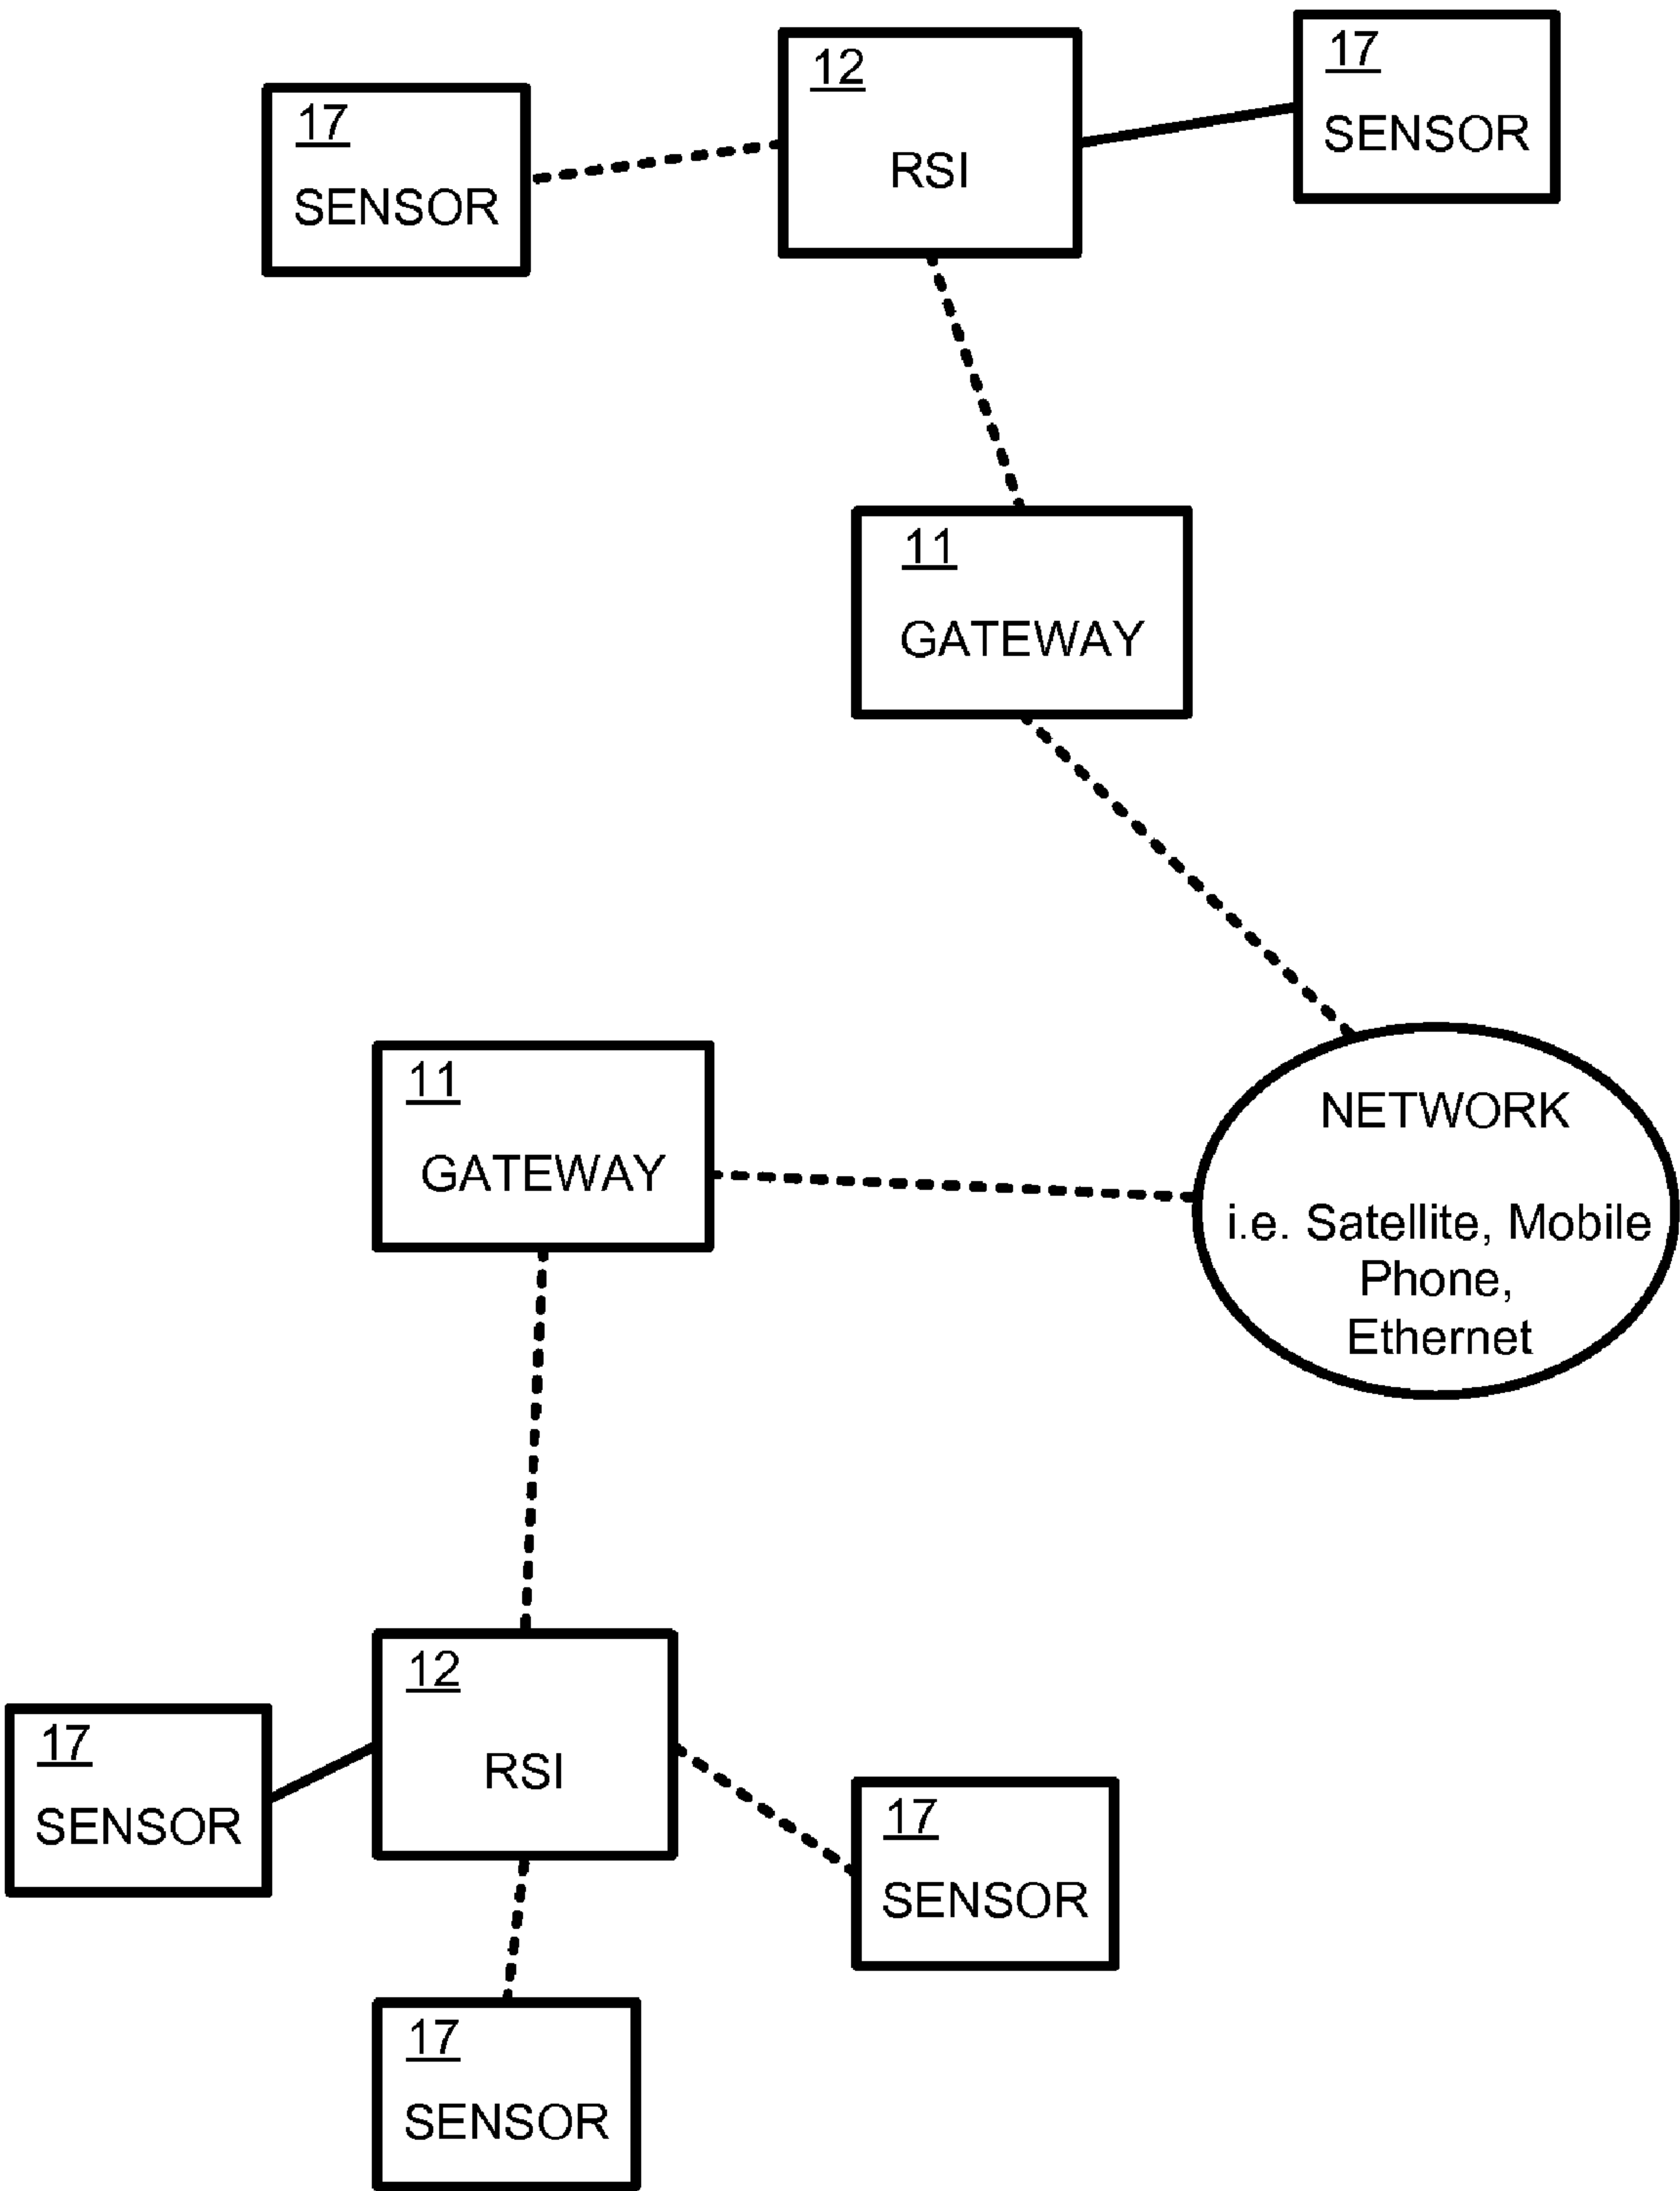 17
SENSOR
12
RSI
17
SENSOR
11
GATEWAY
11
GATEWAY
NETWORK
i.e. Satellite, Mobile
Phone,
Ethernet
12
RSI
17
SENSOR
17
SENSOR
17
SENSOR